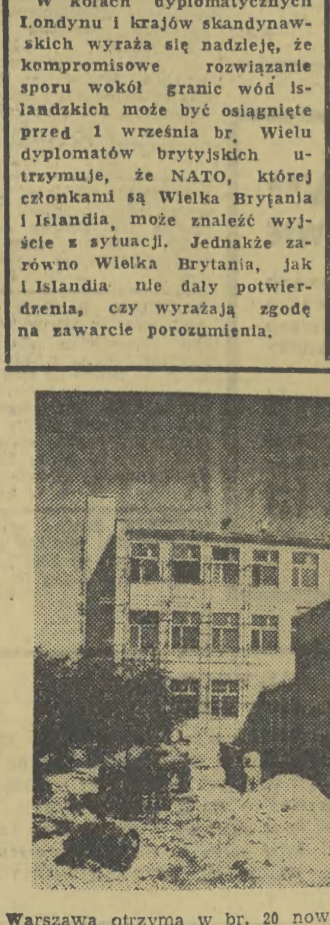 W kołach dyplomatycznych
Londynu i krajów skandynaw-
skich wyraża się nadzieję, że
kompromisowe rozwiązanie
sporu wokół granic wód is-
landzkich może być osiągnięte
przed 1 września br. Wielu
dyplomatów brytyjskich u-
trzymuje, że NATO, której
członkami są Wielka Brytania
i Islandia, może znaleźć wyj-
ście z sytuacji. Jednakże za-
równo Wielka Brytania, jak
i Islandia nie dały potwier-
dzenia, czy wyrażają zgodę
na zawarcie porozumienia.
Warszawa otrzyma w br. 20 now